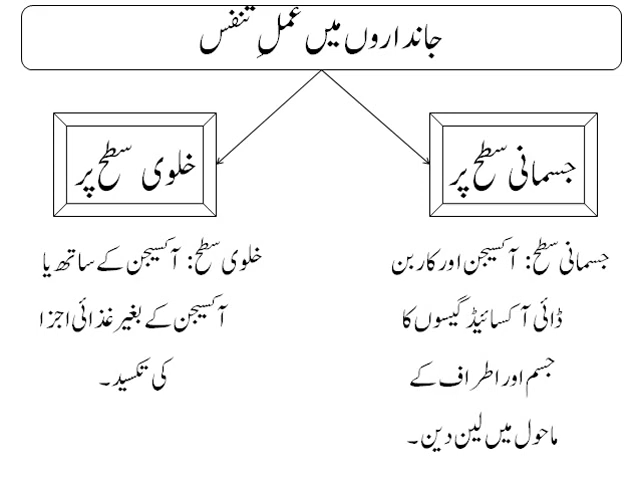 جانداروں میں عملِ تنفس
جسمانی سطح پر
خلوی سطح پر
جسمانی سطح: آکسیجن اور کاربن
ڈائی آکسائیڈ گیسوں کا
جسم اور اطراف کے
ماحول میں لین دین۔
خلوی سطح: آکسیجن کے ساتھ یا
آکسیجن کے بغیر غذائی اجزا
کی تکسید۔